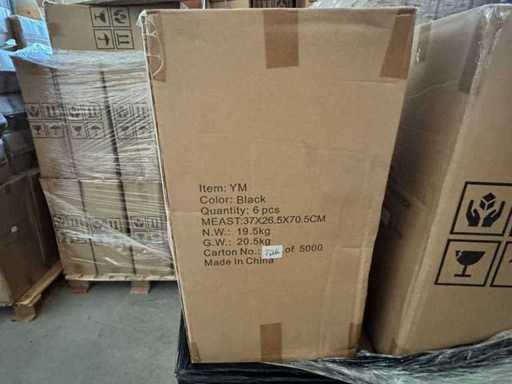 Item: YM
Color: Black
Quantity: 6 pcs
MEAST:37X26.5X70.5CM
N.W.: 19.5kg
G.W.: 20.5kg
Carton No.: of 5000
Made In China